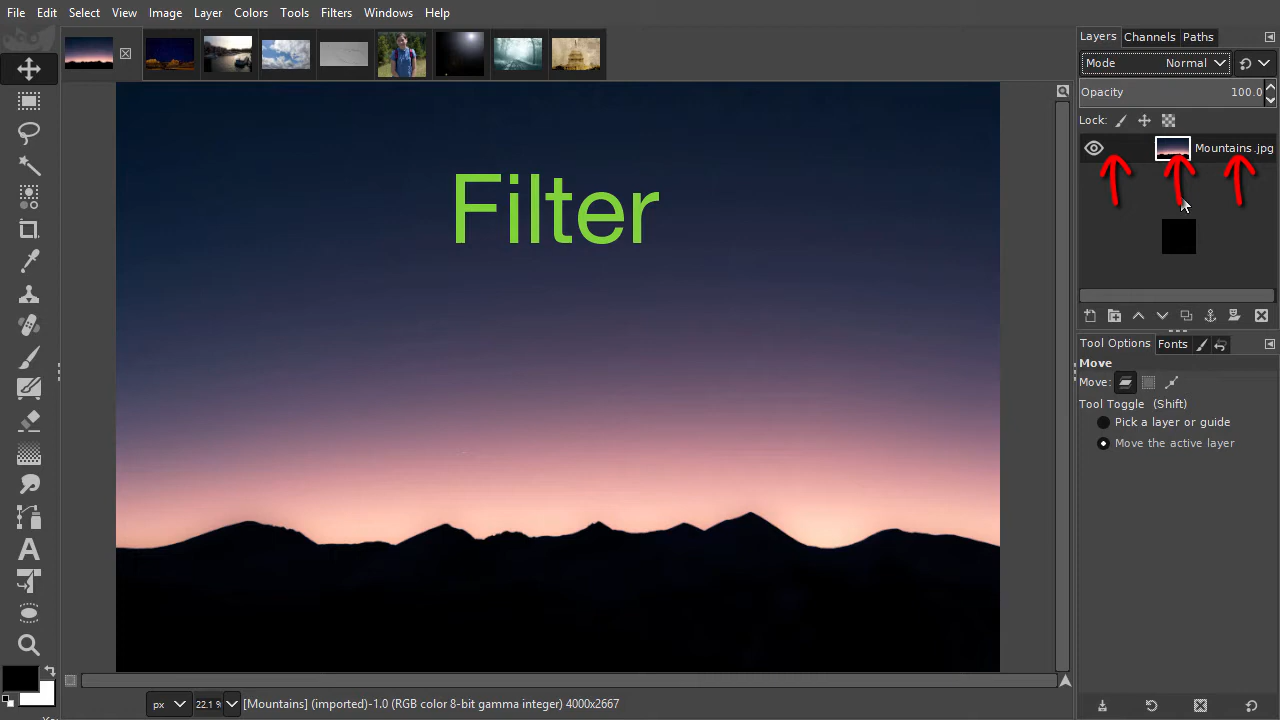 File Edit Select View Image Layer Colors Tools Filters Windows Help
Layers Channels Paths
Mode Normal
Opacity 100.0
Lock:
Mountains.jpg
Filter
Tool Options Fonts
Move
Move:
Tool Toggle (Shift)
Pick a layer or guide
Move the active layer
px 22.1 % [Mountains] (imported)-1.0 (RGB color 8-bit gamma integer) 4000x2667